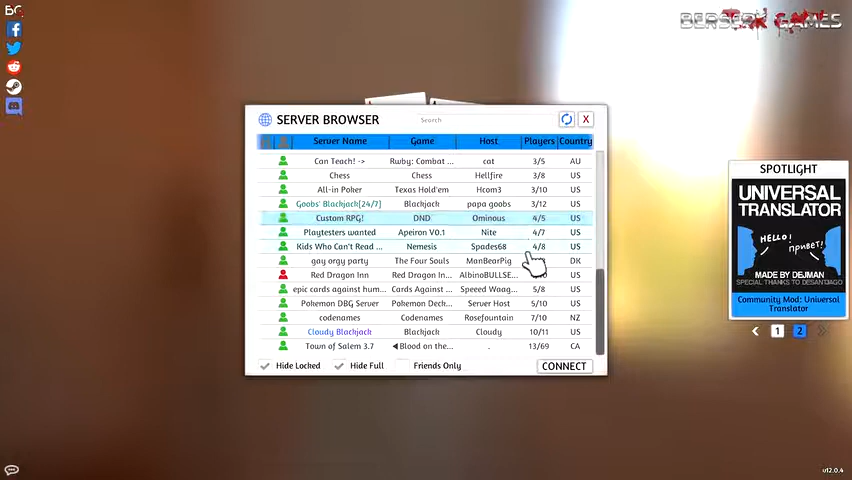 BERSERK GAMES
SERVER BROWSER
Search
Server Name Game Host Players Country
Can Teach! -> Ruby: Combat ... cat 3/5 AU
Chess Chess Hellfire 3/8 US
All-in Poker Texas Hold'em Hcom3 3/10 US
Goobs' Blackjack[24/7] Blackjack papa goobs 3/12 US
Custom RPG! DND Ominous 4/5 US
Playtesters wanted Apeiron V0.1 Nite 4/7 US
Kids Who Can't Read ... Nemesis Spades68 4/8 US
gay orgy party The Four Souls ManBearPig DK
Red Dragon Inn Red Dragon In... AlbinoBULLSE... US
epic cards against hum... Cards Against ... Speeed Waag... 5/8 US
Pokemon DBG Server Pokemon Deck... Server Host 5/10 US
codenames Codenames Rosefountain 7/10 NZ
Cloudy Blackjack Blackjack Cloudy 10/11 US
Town of Salem 3.7 ◀Blood on the... . 13/69 CA
Hide Locked Hide Full Friends Only CONNECT
SPOTLIGHT
UNIVERSAL
TRANSLATOR
HELLO!
ПРИВЕТ!
MADE BY DEJMAN
SPECIAL THANKS TO DESANTJAGO
Community Mod: Universal
Translator
< 1 2 >>
v12.0.4